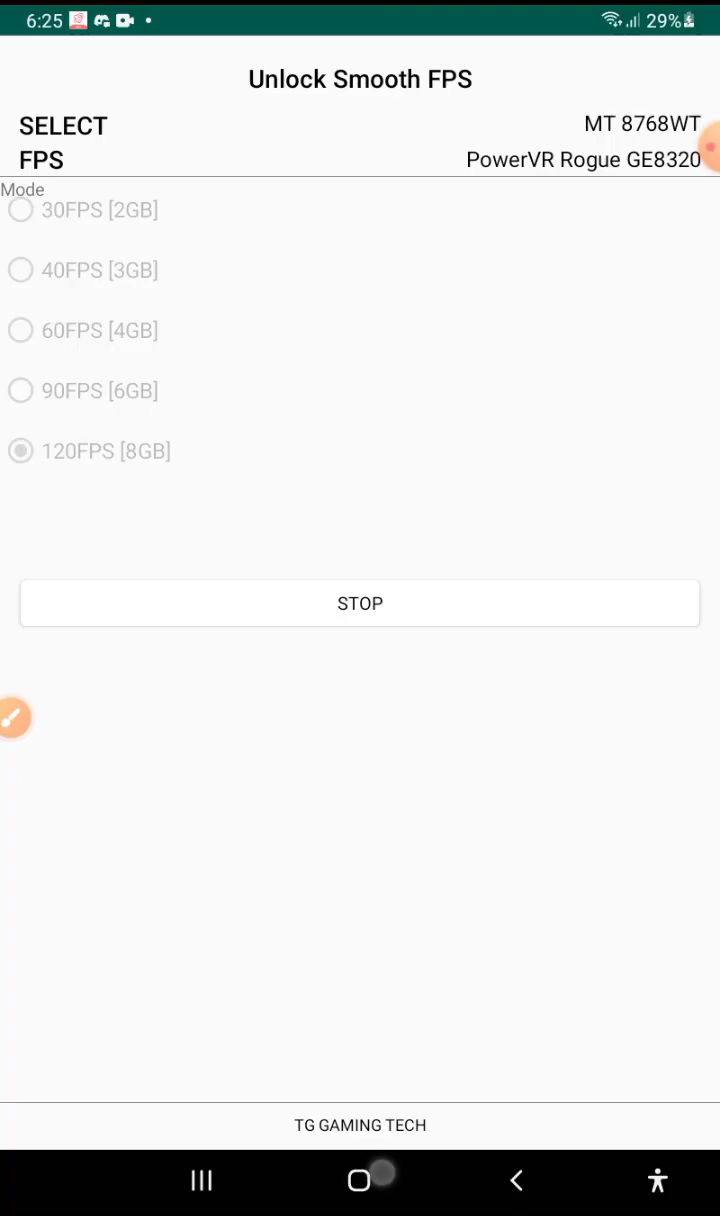 6:25
29%
Unlock Smooth FPS
SELECT
FPS
MT 8768WT
PowerVR Rogue GE8320
Mode
30FPS [2GB]
40FPS [3GB]
60FPS [4GB]
90FPS [6GB]
120FPS [8GB]
STOP
TG GAMING TECH